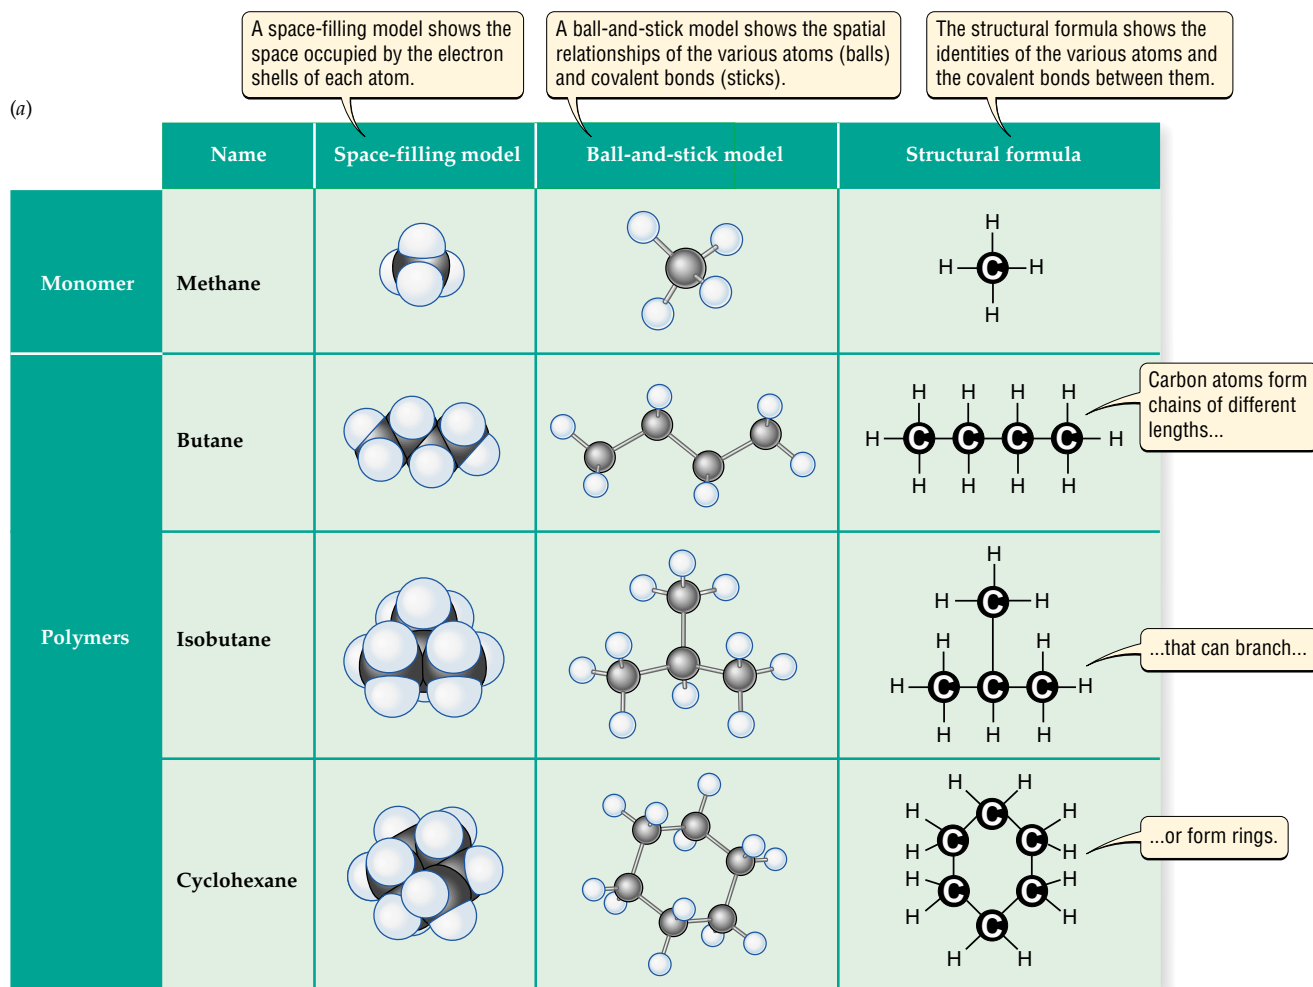 A space-filling model shows the
space occupied by the electron
shells of each atom.
A ball-and-stick model shows the spatial
relationships of the various atoms (balls)
and covalent bonds (sticks).
The structural formula shows the
identities of the various atoms and
the covalent bonds between them.
(a)
Name
Space-filling model
Ball-and-stick model
Structural formula
Monomer
Methane
H
H C H
H
Polymers
Butane
H H H H
H C C C C H
H H H H
Carbon atoms form
chains of different
lengths...
Isobutane
H
H C H
H H
H C C C H
H H H
...that can branch...
Cyclohexane
H H
H C H
H C C H
H H
H C C H
H C H
H H
...or form rings.